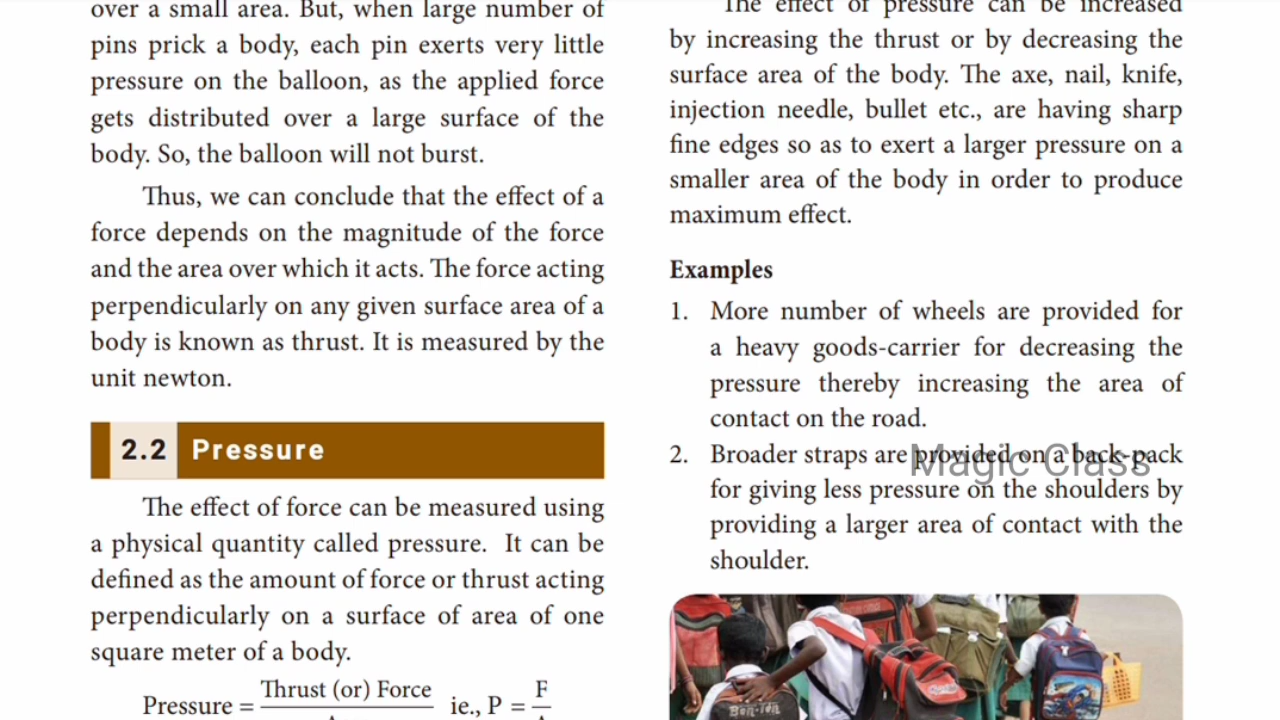 over a small area. But, when large number of
pins prick a body, each pin exerts very little
pressure on the balloon, as the applied force
gets distributed over a large surface of the
body. So, the balloon will not burst.
Thus, we can conclude that the effect of a
force depends on the magnitude of the force
and the area over which it acts. The force acting
perpendicularly on any given surface area of a
body is known as thrust. It is measured by the
unit newton.
2.2 Pressure
The effect of force can be measured using
a physical quantity called pressure. It can be
defined as the amount of force or thrust acting
perpendicularly on a surface of area of one
square meter of a body.
Pressure = Thrust (or) Force ie., P = F
The effect of pressure can be increased
by increasing the thrust or by decreasing the
surface area of the body. The axe, nail, knife,
injection needle, bullet etc., are having sharp
fine edges so as to exert a larger pressure on a
smaller area of the body in order to produce
maximum effect.
Examples
1. More number of wheels are provided for
a heavy goods-carrier for decreasing the
pressure thereby increasing the area of
contact on the road.
2. Broader straps are provided on a back-pack
for giving less pressure on the shoulders by
providing a larger area of contact with the
shoulder.
Magic Class
Bon-Ton